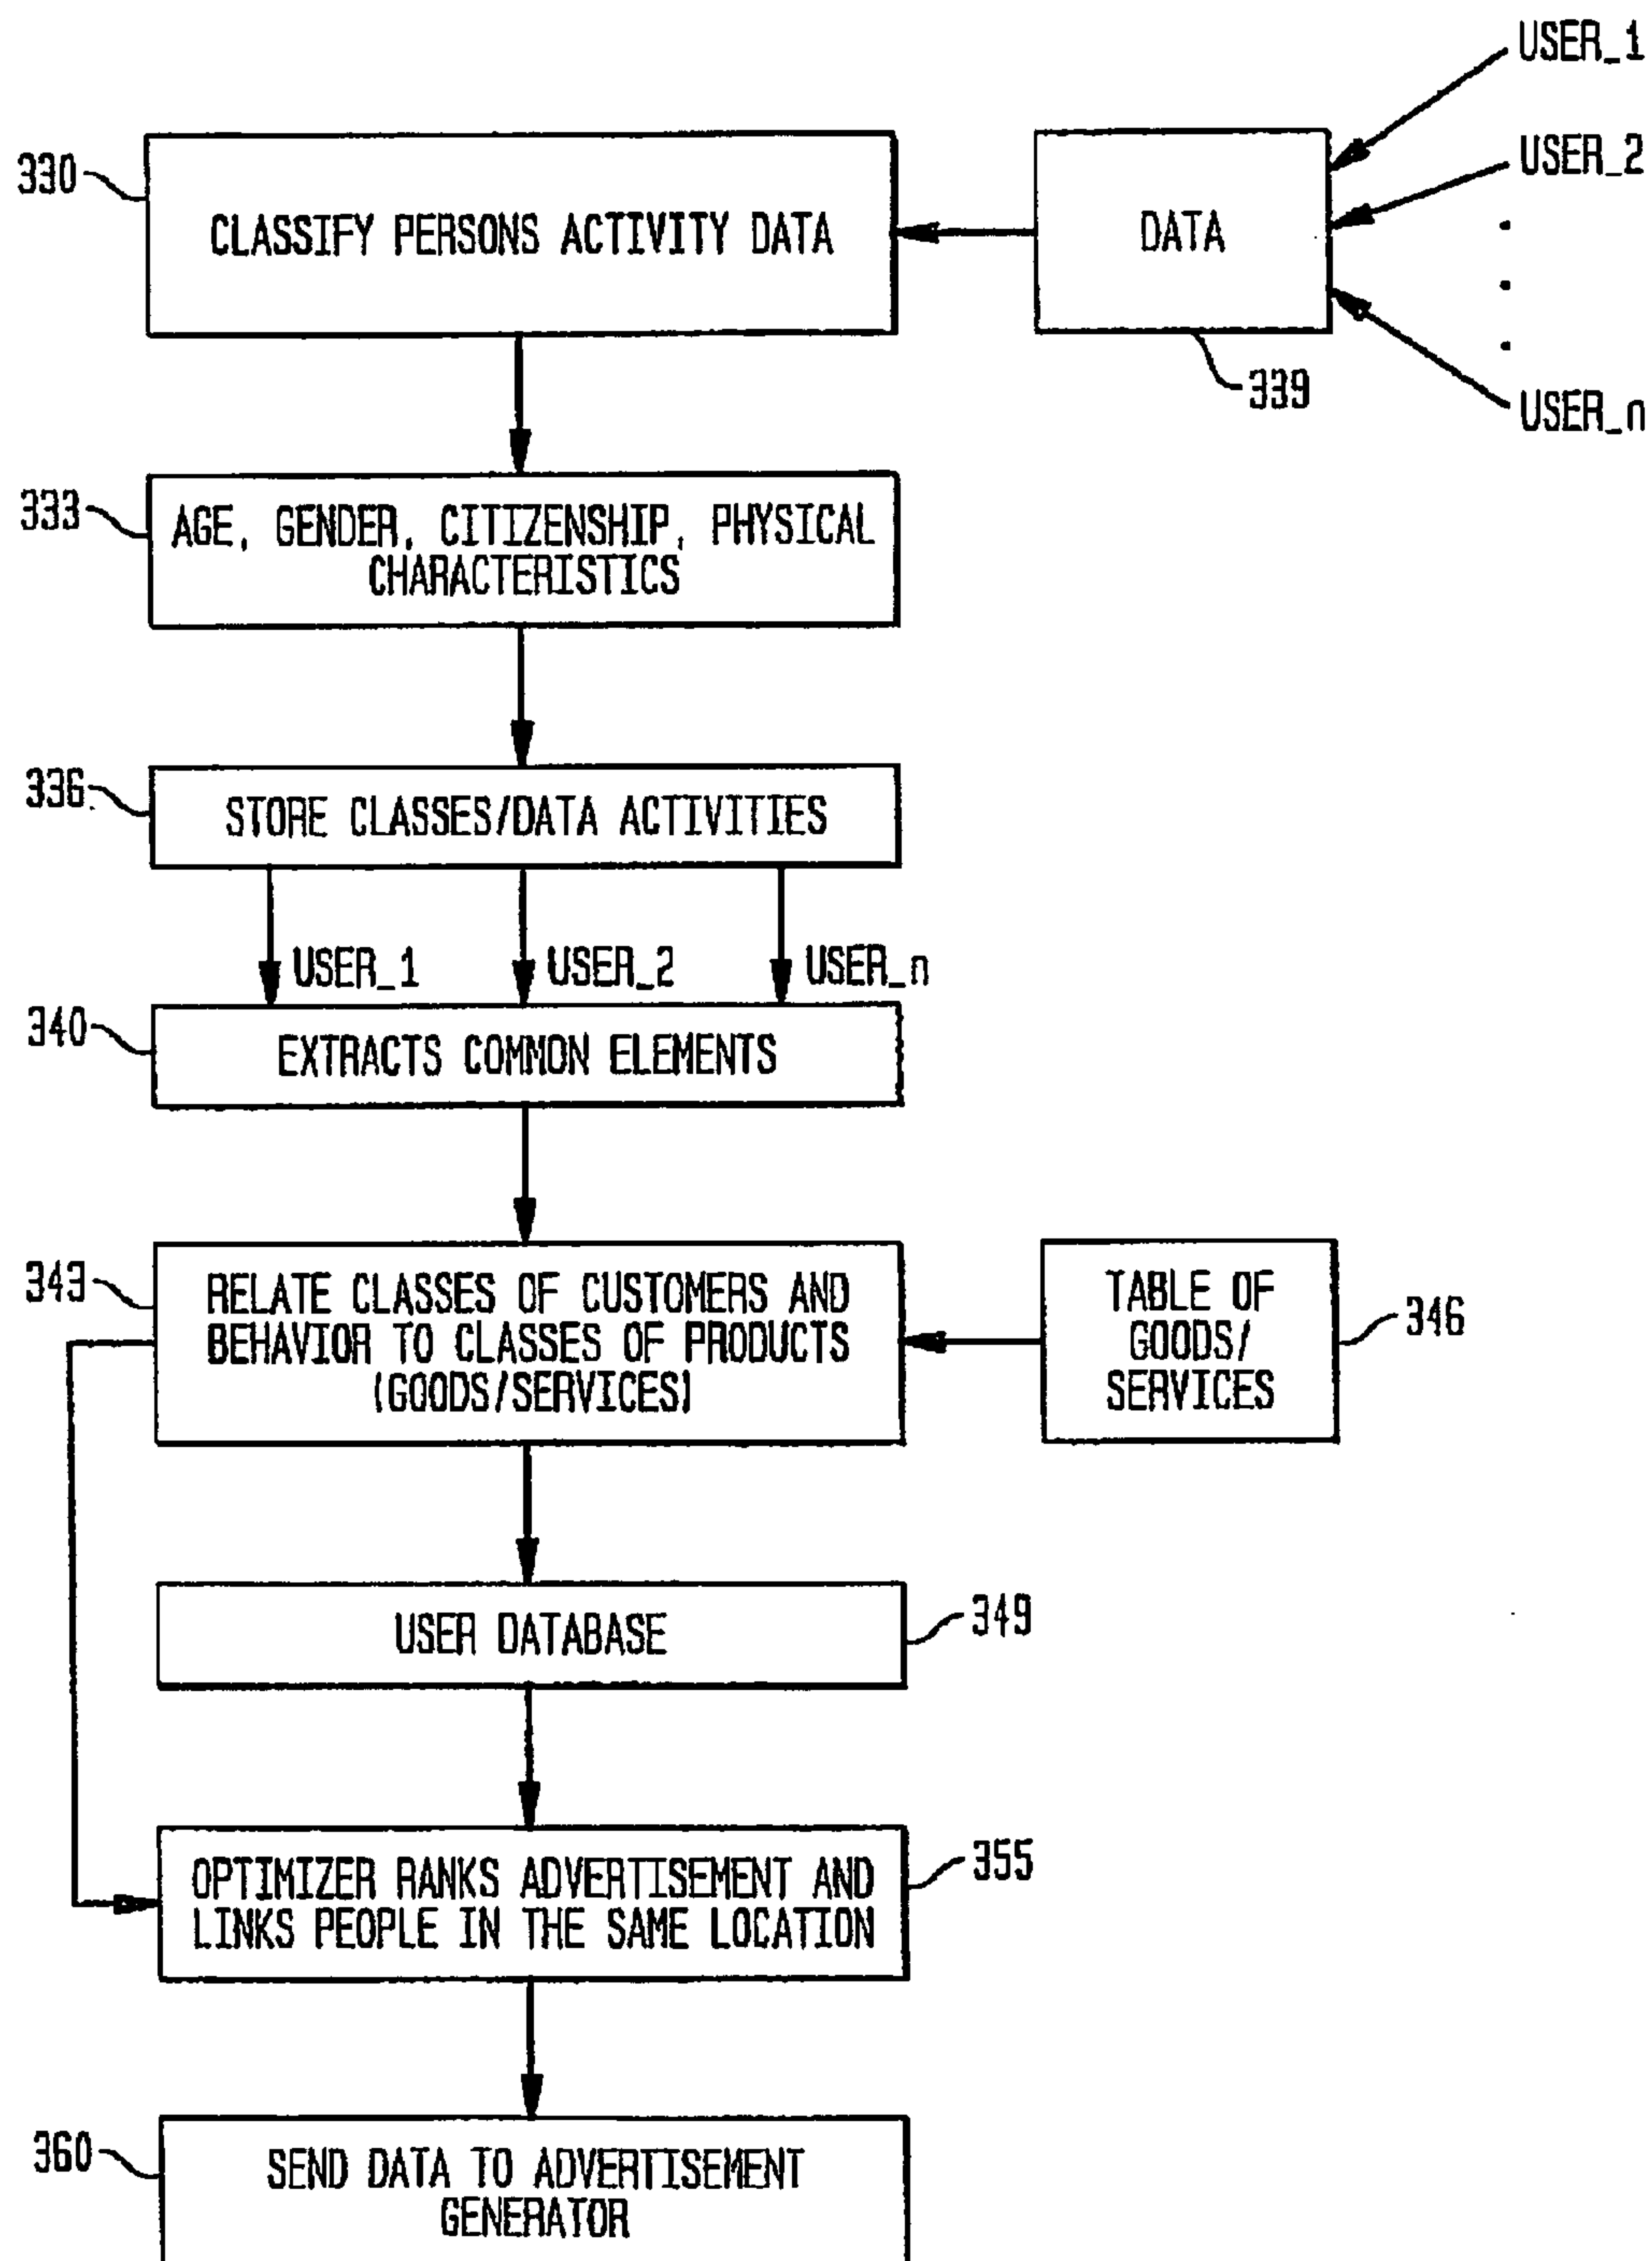 USER_1
330
CLASSIFY PERSONS ACTIVITY DATA
DATA
USER_2
339
USER_n
333
AGE, GENDER, CITIZENSHIP, PHYSICAL
CHARACTERISTICS
336
STORE CLASSES/DATA ACTIVITIES
USER_1 USER_2 USER_n
340
EXTRACTS COMMON ELEMENTS
343
RELATE CLASSES OF CUSTOMERS AND
BEHAVIOR TO CLASSES OF PRODUCTS
(GOODS/SERVICES)
TABLE OF
GOODS/
SERVICES
346
USER DATABASE
349
OPTIMIZER RANKS ADVERTISEMENT AND
LINKS PEOPLE IN THE SAME LOCATION
355
360
SEND DATA TO ADVERTISEMENT
GENERATOR